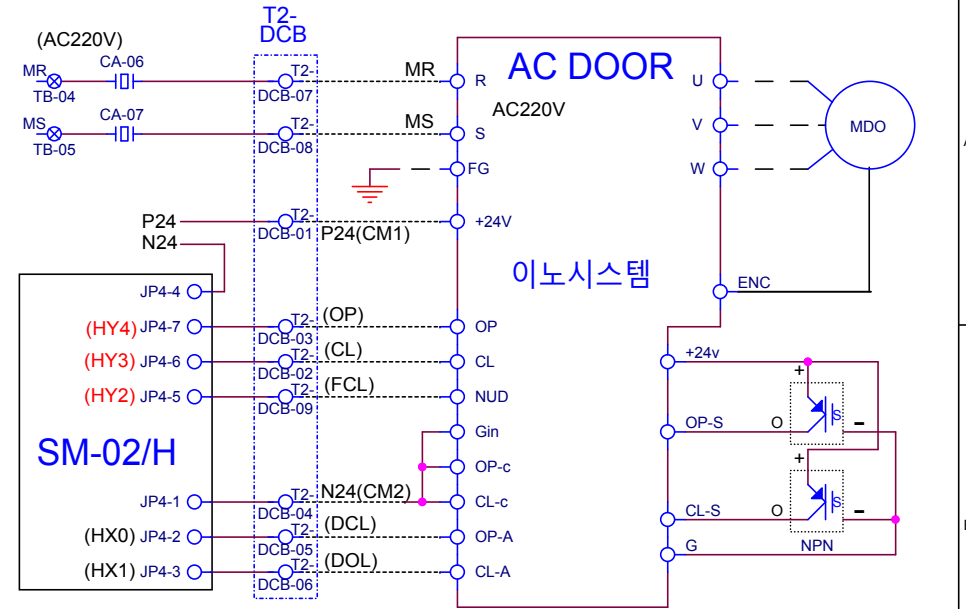 T2-
DCB
(AC220V)
MR
TB-04
CA-06
T2-
DCB-07
MR
R
AC DOOR
AC220V
U
MS
TB-05
CA-07
T2-
DCB-08
MS
S
V
MDO
FG
W
P24
T2-
DCB-01
P24(CM1)
+24V
N24
이노시스템
ENC
JP4-4
(HY4) JP4-7
T2-
DCB-03
(OP)
OP
(HY3) JP4-6
T2-
DCB-02
(CL)
CL
+24v
(HY2) JP4-5
T2-
DCB-09
(FCL)
NUD
+
S
OP-S
O
-
Gin
SM-02/H
OP-c
+
JP4-1
T2-
DCB-04
N24(CM2)
CL-c
S
CL-S
O
-
(HX0) JP4-2
T2-
DCB-05
(DCL)
OP-A
G
NPN
(HX1) JP4-3
T2-
DCB-06
(DOL)
CL-A